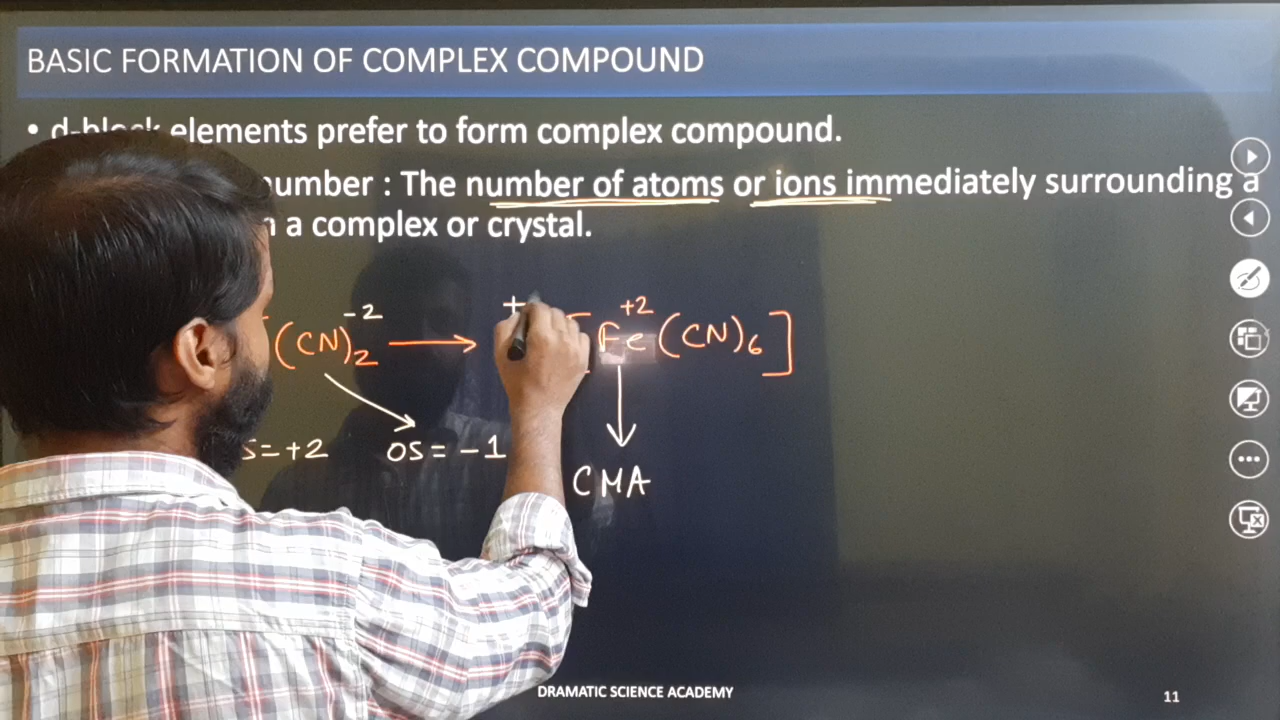 BASIC FORMATION OF COMPLEX COMPOUND
• d-block elements prefer to form complex compound.
number : The number of atoms or ions immediately surrounding a
a complex or crystal.
(CN)₂⁻² → + [Fe⁺²(CN)₆]
S=+2 OS=-1 CMA
DRAMATIC SCIENCE ACADEMY 11